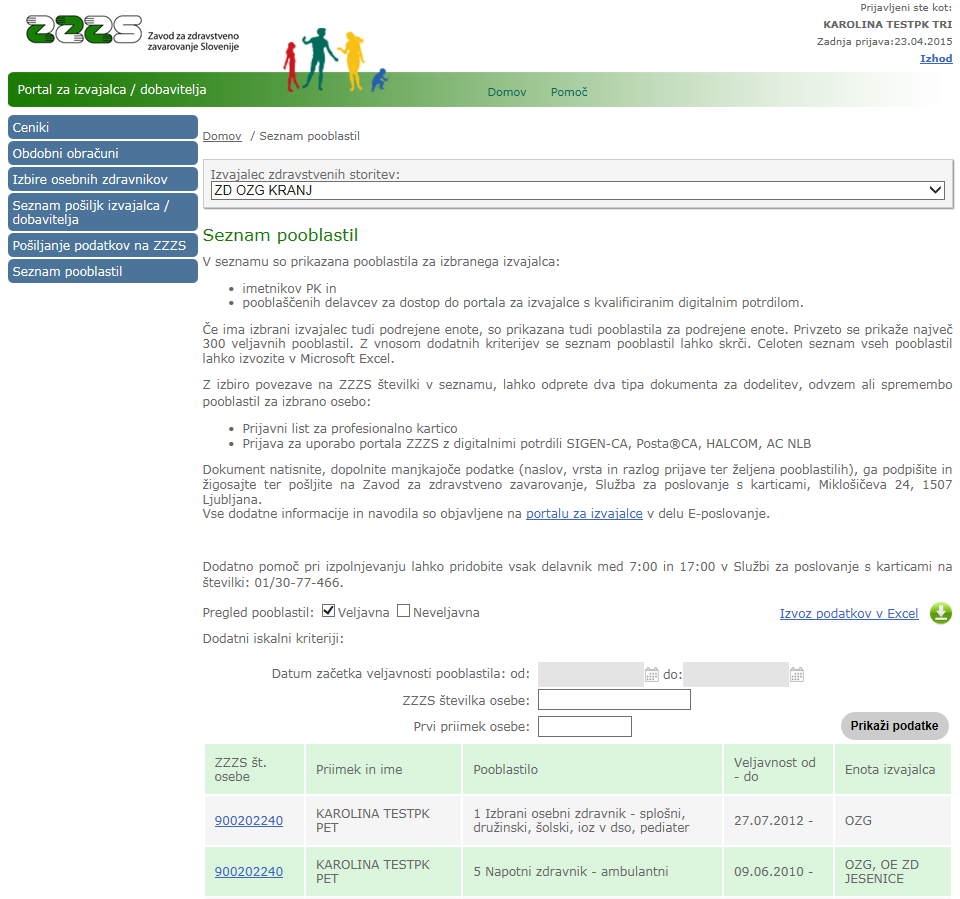 ZZZS Zavod za zdravstveno
zavarovanje Slovenije
Prijavljeni ste kot:
KAROLINA TESTPK TRI
Zadnja prijava:23.04.2015
Izhod
Portal za izvajalca / dobavitelja
Domov Pomoč
Ceniki
Obdobni obračuni
Izbire osebnih zdravnikov
Seznam pošiljk izvajalca /
dobavitelja
Pošiljanje podatkov na ZZZS
Seznam pooblastil
Domov / Seznam pooblastil
Izvajalec zdravstvenih storitev:
ZD OZG KRANJ
Seznam pooblastil
V seznamu so prikazana pooblastila za izbranega izvajalca:
• imetnikov PK in
• pooblaščenih delavcev za dostop do portala za izvajalce s kvalificiranim digitalnim potrdilom.
Če ima izbrani izvajalec tudi podrejene enote, so prikazana tudi pooblastila za podrejene enote. Privzeto se prikaže največ
300 veljavnih pooblastil. Z vnosom dodatnih kriterijev se seznam pooblastil lahko skrči. Celoten seznam vseh pooblastil
lahko izvozite v Microsoft Excel.
Z izbiro povezave na ZZZS številki v seznamu, lahko odprete dva tipa dokumenta za dodelitev, odvzem ali spremembo
pooblastil za izbrano osebo:
• Prijavni list za profesionalno kartico
• Prijava za uporabo portala ZZZS z digitalnimi potrdili SIGEN-CA, Posta®CA, HALCOM, AC NLB
Dokument natisnite, dopolnite manjkajoče podatke (naslov, vrsta in razlog prijave ter željena pooblastilih), ga podpišite in
žigosajte ter pošljite na Zavod za zdravstveno zavarovanje, Služba za poslovanje s karticami, Miklošičeva 24, 1507
Ljubljana.
Vse dodatne informacije in navodila so objavljene na portalu za izvajalce v delu E-poslovanje.
Dodatno pomoč pri izpolnjevanju lahko pridobite vsak delavnik med 7:00 in 17:00 v Službi za poslovanje s karticami na
številki: 01/30-77-466.
Pregled pooblastil: Veljavna Neveljavna
Izvoz podatkov v Excel
Dodatni iskalni kriteriji:
Datum začetka veljavnosti pooblastila: od: do:
ZZZS številka osebe:
Prvi priimek osebe:
Prikaži podatke
ZZZS št.
osebe
Priimek in ime
Pooblastilo
Veljavnost od
- do
Enota izvajalca
900202240
KAROLINA TESTPK
PET
1 Izbrani osebni zdravnik - splošni,
družinski, šolski, ioz v dso, pediater
27.07.2012 -
OZG
900202240
KAROLINA TESTPK
PET
5 Napotni zdravnik - ambulantni
09.06.2010 -
OZG, OE ZD
JESENICE